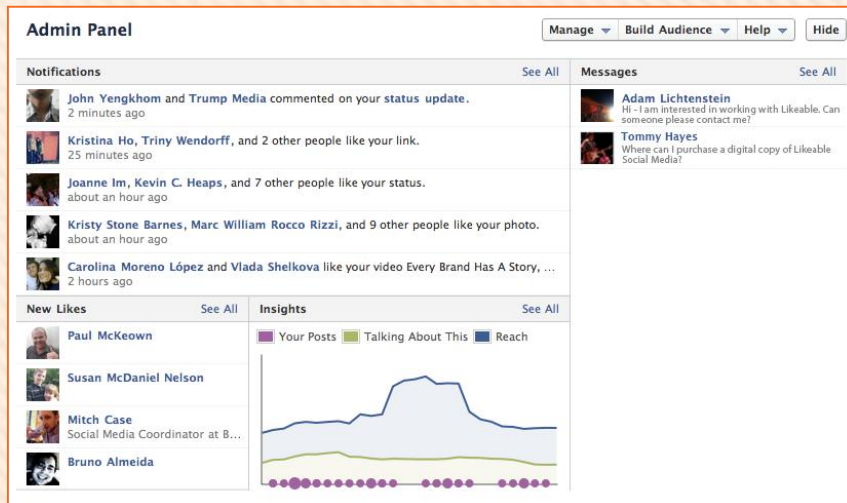 Admin Panel
Manage Build Audience Help Hide
Notifications See All
John Yengkhom and Trump Media commented on your status update.
2 minutes ago
Kristina Ho, Triny Wendorff, and 2 other people like your link.
25 minutes ago
Joanne Im, Kevin C. Heaps, and 7 other people like your status.
about an hour ago
Kristy Stone Barnes, Marc William Rocco Rizzi, and 9 other people like your photo.
about an hour ago
Carolina Moreno López and Vlada Shelkova like your video Every Brand Has A Story, ...
2 hours ago
Messages See All
Adam Lichtenstein
Hi - I am interested in working with Likeable. Can
someone please contact me?
Tommy Hayes
Where can I purchase a digital copy of Likeable
Social Media?
New Likes See All
Paul McKeown
Susan McDaniel Nelson
Mitch Case
Social Media Coordinator at B...
Bruno Almeida
Insights See All
Your Posts Talking About This Reach